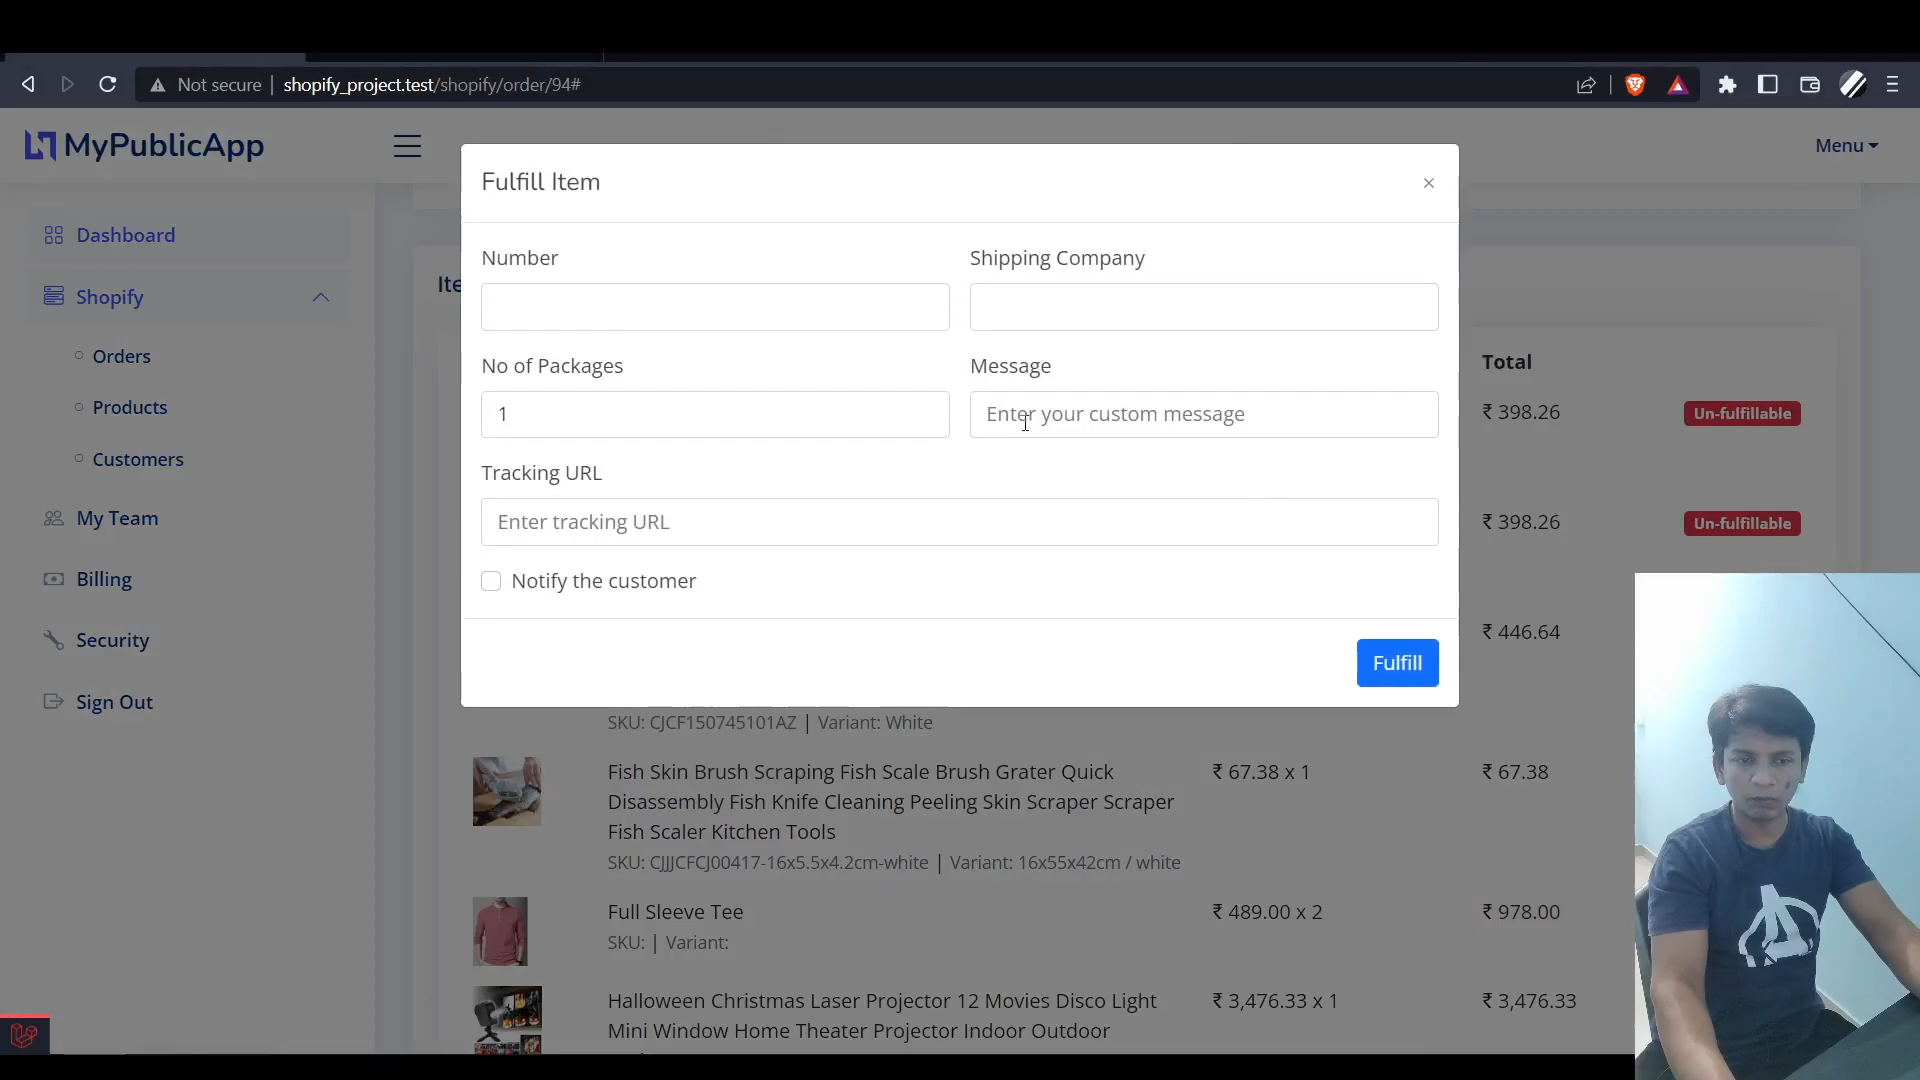 Not secure
shopify_project.test/shopify/order/94#
MyPublicApp
Menu
Fulfill Item
×
Dashboard
Shopify
Orders
Products
Customers
My Team
Billing
Security
Sign Out
Ite
Number
Shipping Company
No of Packages
Message
1
Enter your custom message
Tracking URL
Enter tracking URL
Notify the customer
Fulfill
Total
₹ 398.26
Un-fulfillable
₹ 398.26
Un-fulfillable
₹ 446.64
SKU: CJCF150745101AZ | Variant: White
Fish Skin Brush Scraping Fish Scale Brush Grater Quick
Disassembly Fish Knife Cleaning Peeling Skin Scraper Scraper
Fish Scaler Kitchen Tools
₹ 67.38 x 1
₹ 67.38
SKU: CJJJCFCJ00417-16x5.5x4.2cm-white | Variant: 16x55x42cm / white
Full Sleeve Tee
₹ 489.00 x 2
₹ 978.00
SKU: | Variant:
Halloween Christmas Laser Projector 12 Movies Disco Light
₹ 3,476.33 x 1
₹ 3,476.33
Mini Window Home Theater Projector Indoor Outdoor